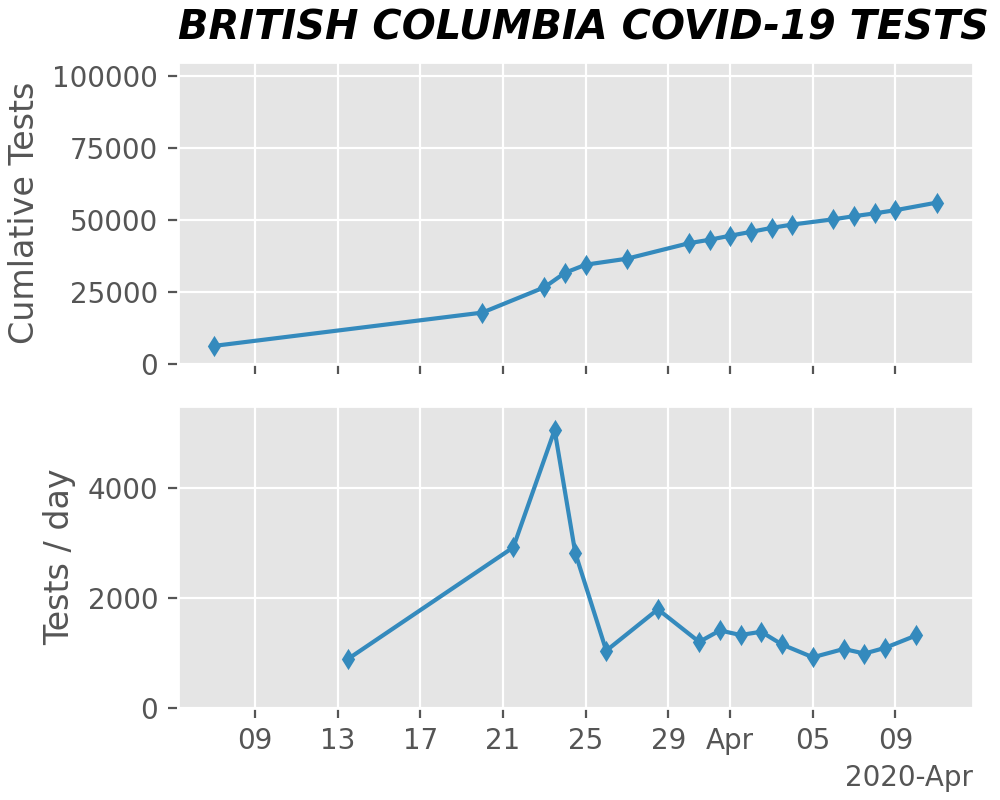 BRITISH COLUMBIA COVID-19 TESTS
Cumlative Tests
100000
75000
50000
25000
0
Tests / day
4000
2000
0
09 13 17 21 25 29 Apr 05 09
2020-Apr